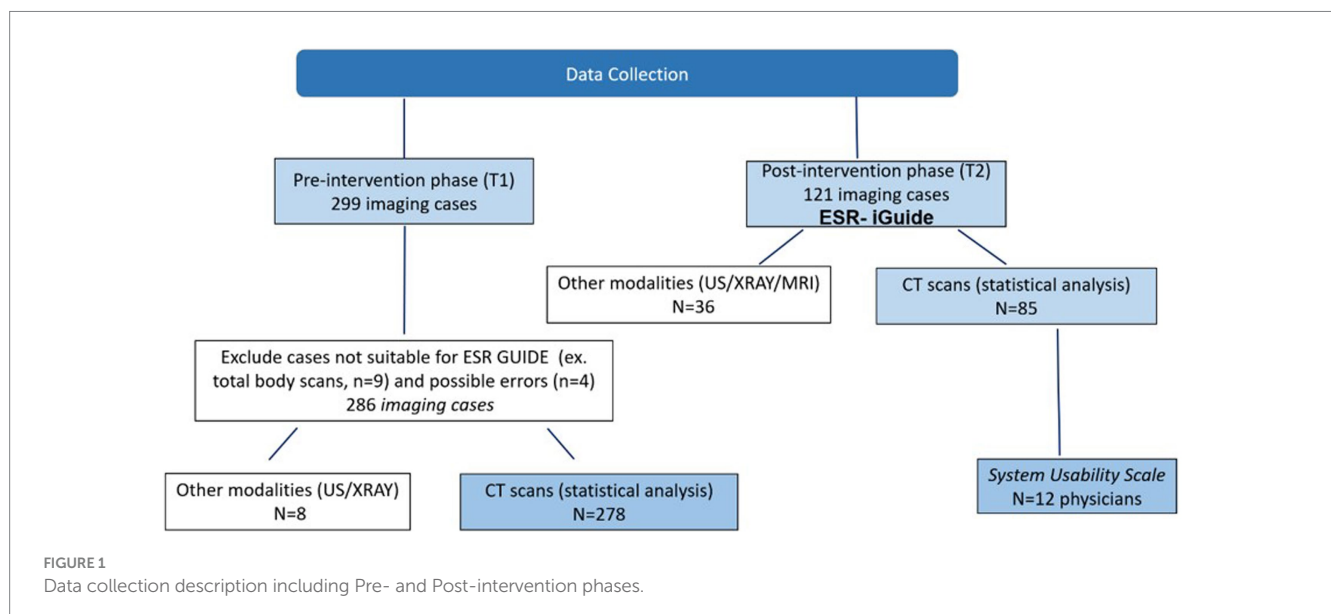 Data Collection
Pre-intervention phase (T1)
299 imaging cases
Post-intervention phase (T2)
121 imaging cases
ESR- iGuide
Other modalities (US/XRAY/MRI)
N=36
CT scans (statistical analysis)
N=85
Exclude cases not suitable for ESR GUIDE (ex.
total body scans, n=9) and possible errors (n=4)
286 imaging cases
Other modalities (US/XRAY)
N=8
CT scans (statistical analysis)
N=278
System Usability Scale
N=12 physicians
FIGURE 1
Data collection description including Pre- and Post-intervention phases.